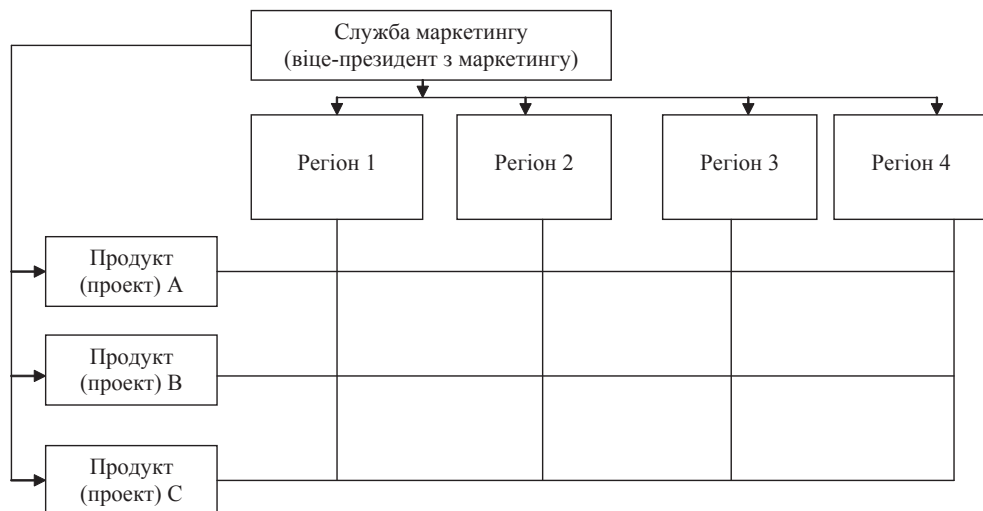 Служба маркетингу
(віце-президент з маркетингу)
Регіон 1
Регіон 2
Регіон 3
Регіон 4
Продукт
(проект) А
Продукт
(проект) В
Продукт
(проект) С